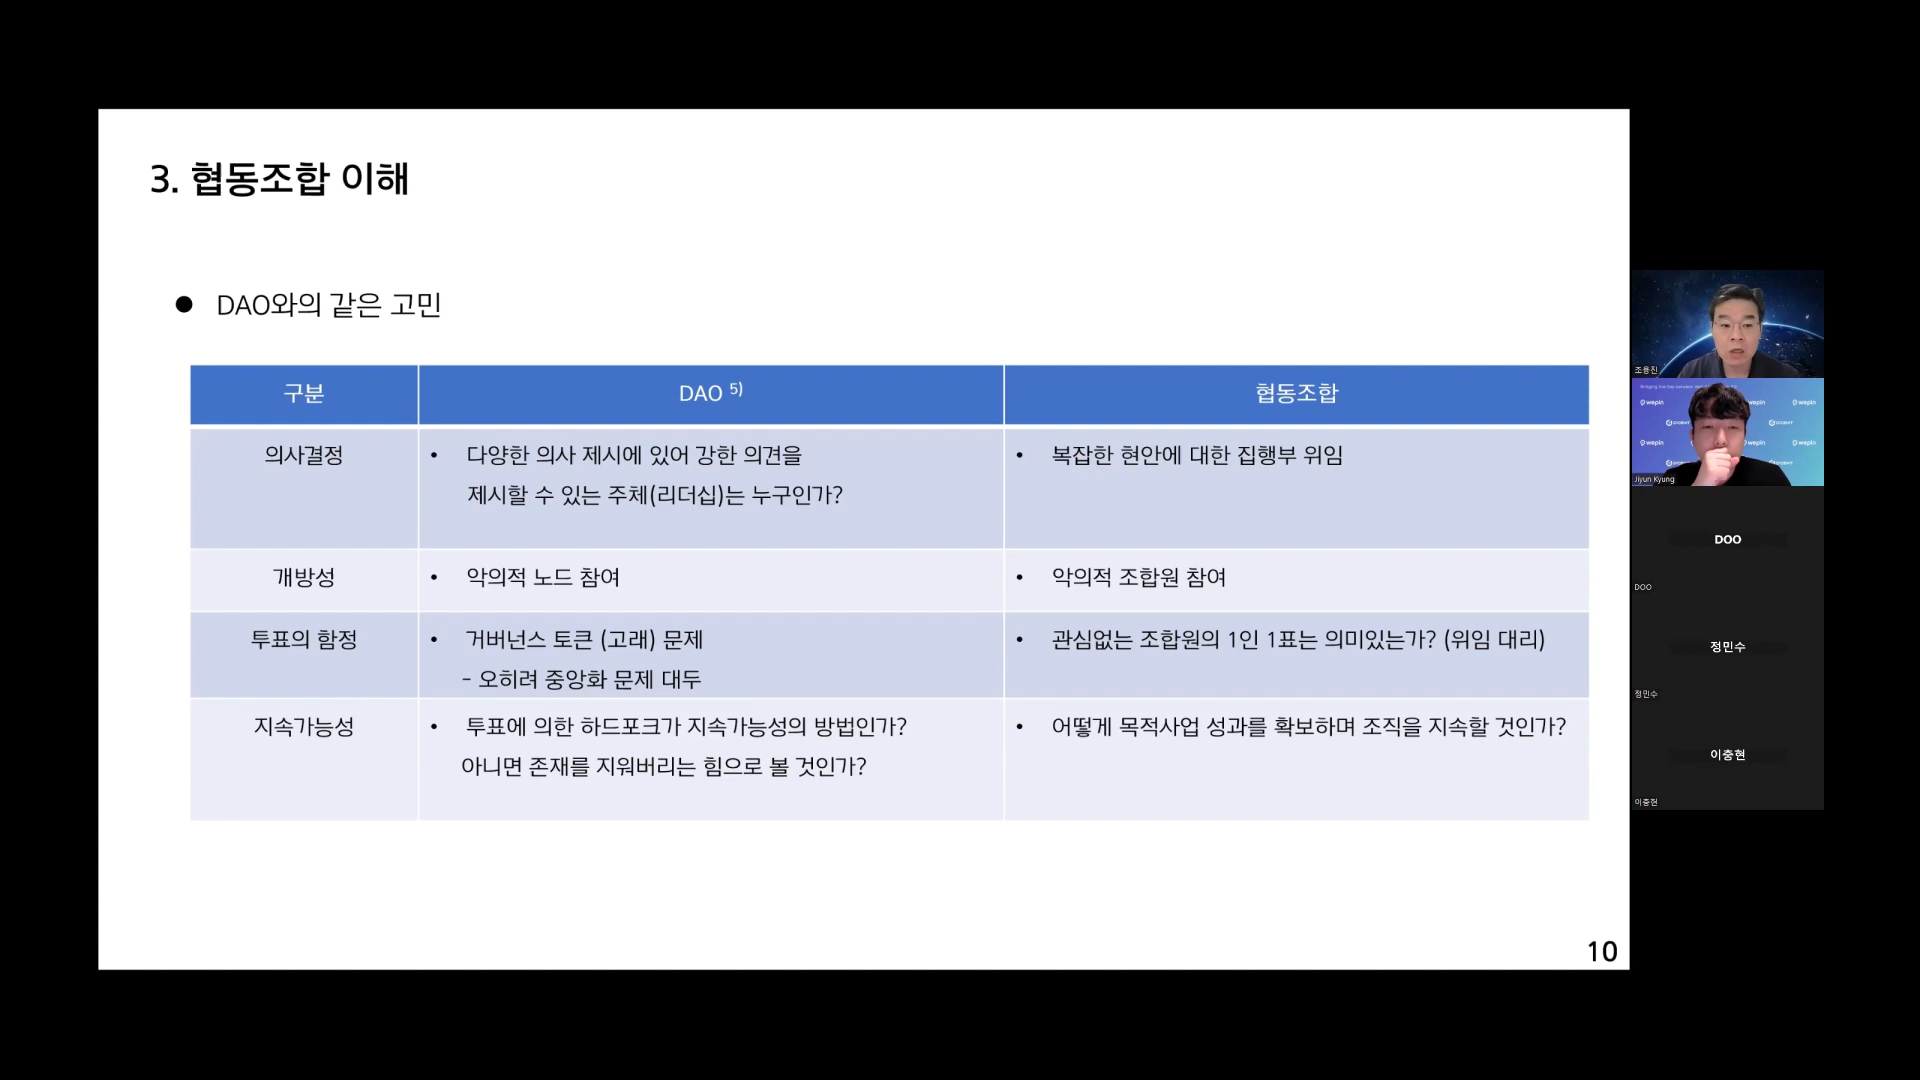 3. 협동조합 이해
● DAO와의 같은 고민
구분
DAO 5)
협동조합
의사결정
• 다양한 의사 제시에 있어 강한 의견을
제시할 수 있는 주체(리더십)는 누구인가?
• 복잡한 현안에 대한 집행부 위임
개방성
• 악의적 노드 참여
• 악의적 조합원 참여
투표의 함정
• 거버넌스 토큰 (고래) 문제
- 오히려 중앙화 문제 대두
• 관심없는 조합원의 1인 1표는 의미있는가? (위임 대리)
지속가능성
• 투표에 의한 하드포크가 지속가능성의 방법인가?
아니면 존재를 지워버리는 힘으로 볼 것인가?
• 어떻게 목적사업 성과를 확보하며 조직을 지속할 것인가?
10
조용진
wepin
wepin
wepin
wepin
wepin
wepin
Jiyun Kyung
DOO
DOO
정민수
정민수
이충현
이충현